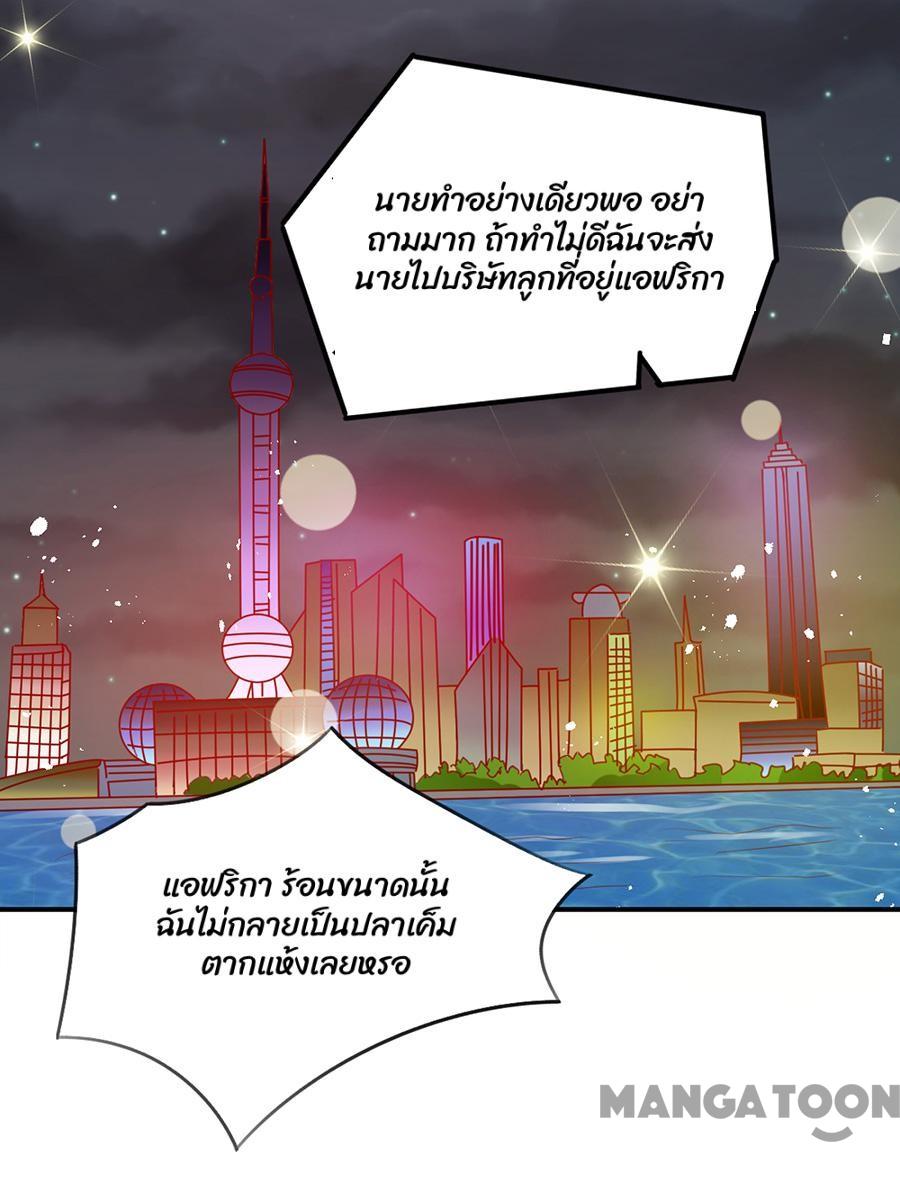 นายทำอย่างเดียวพอ อย่า
ถามมาก ถ้าทำไม่ดีฉันจะส่ง
นายไปบริษัทลูกที่อยู่แอฟริกา
แอฟริกา ร้อนขนาดนั้น
ฉันไม่กลายเป็นปลาเค็ม
ตากแห้งเลยหรอ
MANGATOON